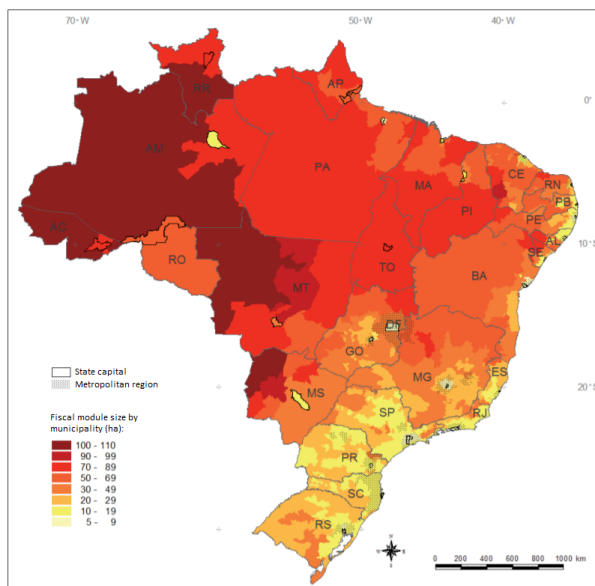 70°W
50°W
40°W
RR
AP
0°
AM
PA
MA
CE
RN
PB
PI
PE
AC
AL
10°S
SE
RO
TO
BA
MT
DF
State capital
GO
Metropolitan region
MG
ES
MS
20°S
Fiscal module size by
municipality (ha):
SP
RJ
100 - 110
90 - 99
70 - 89
PR
50 - 69
30 - 49
SC
20 - 29
10 - 19
RS
5 - 9
0 200 400 600 800 1000 km